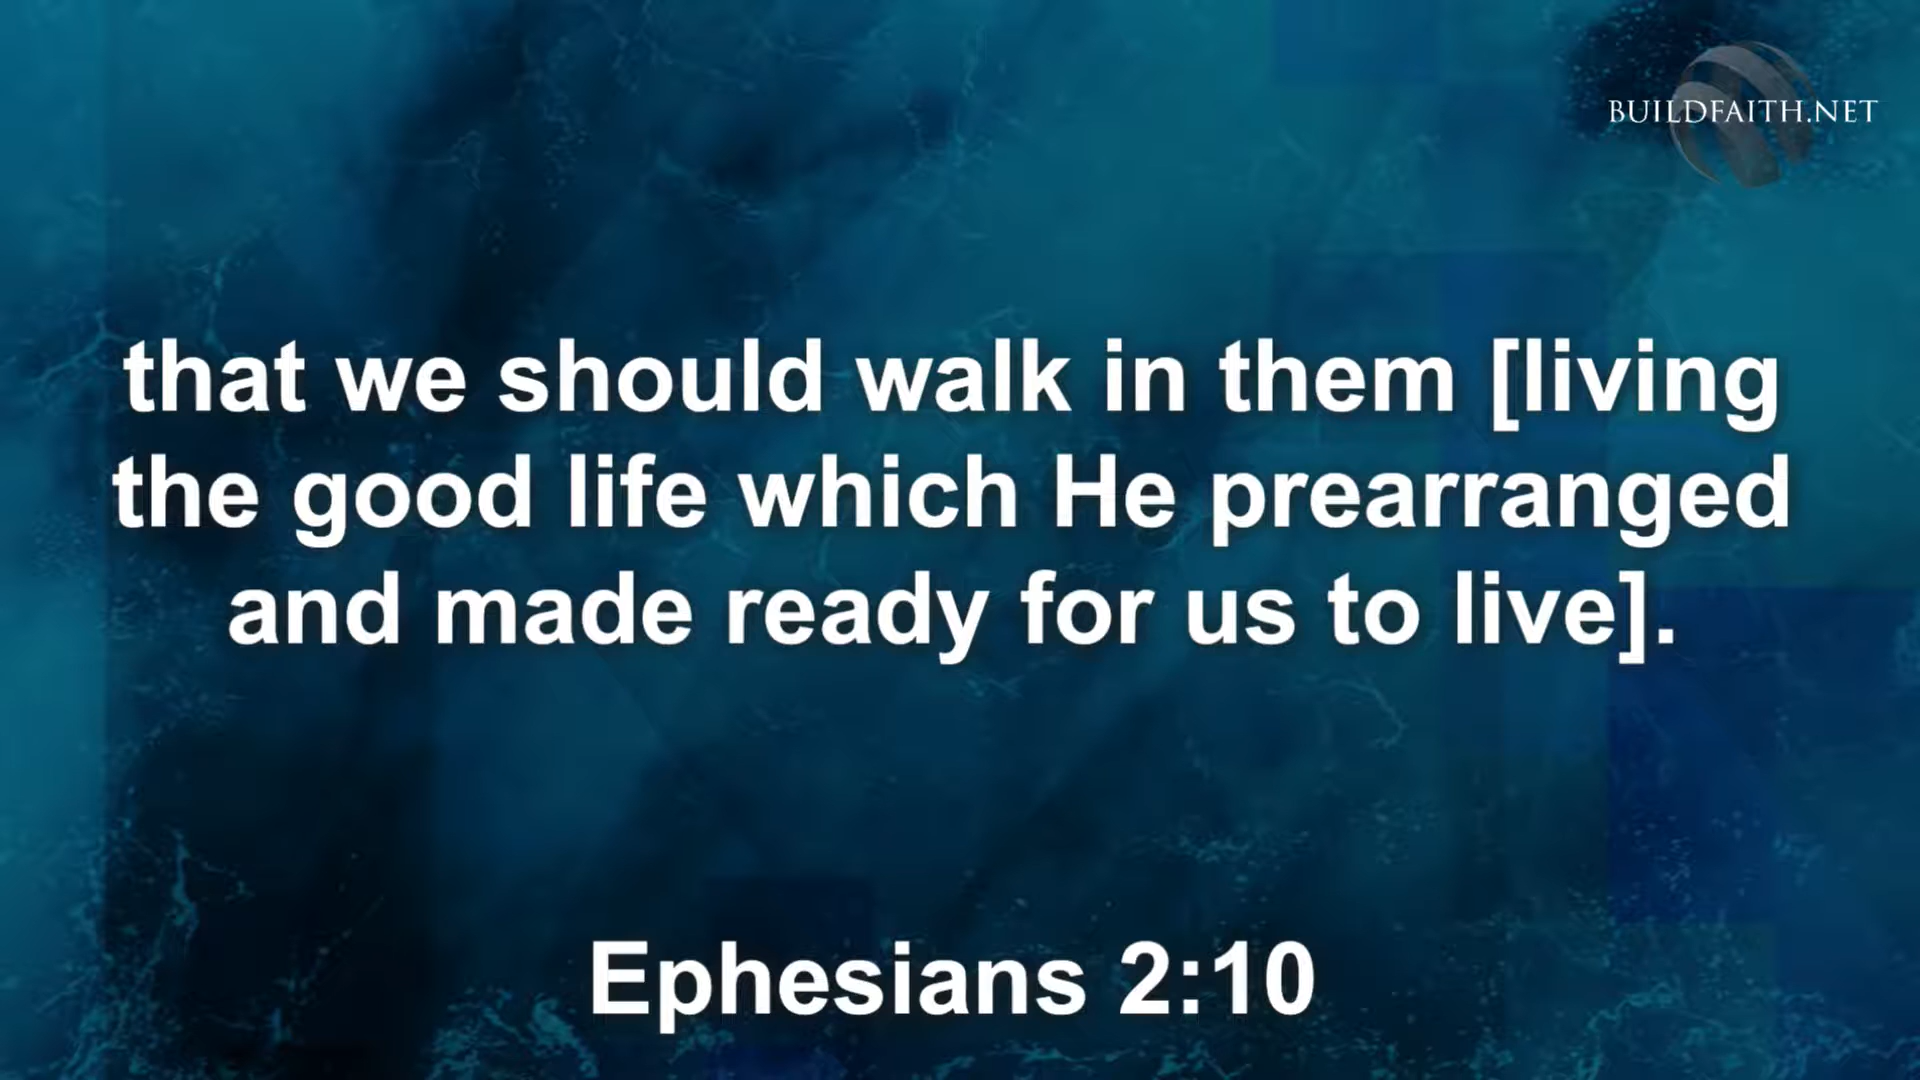 BUILDFAITH.NET
that we should walk in them [living
the good life which He prearranged
and made ready for us to live].
Ephesians 2:10